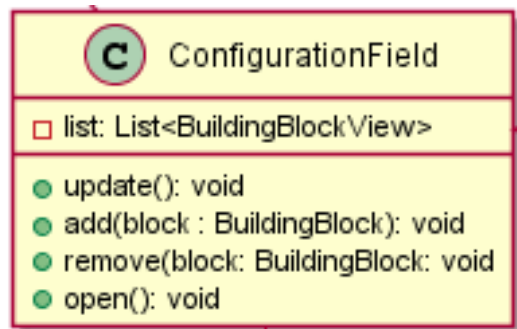 C ConfigurationField
list: List<BuildingBlockView>
update(): void
add(block : BuildingBlock): void
remove(block: BuildingBlock: void
open(): void